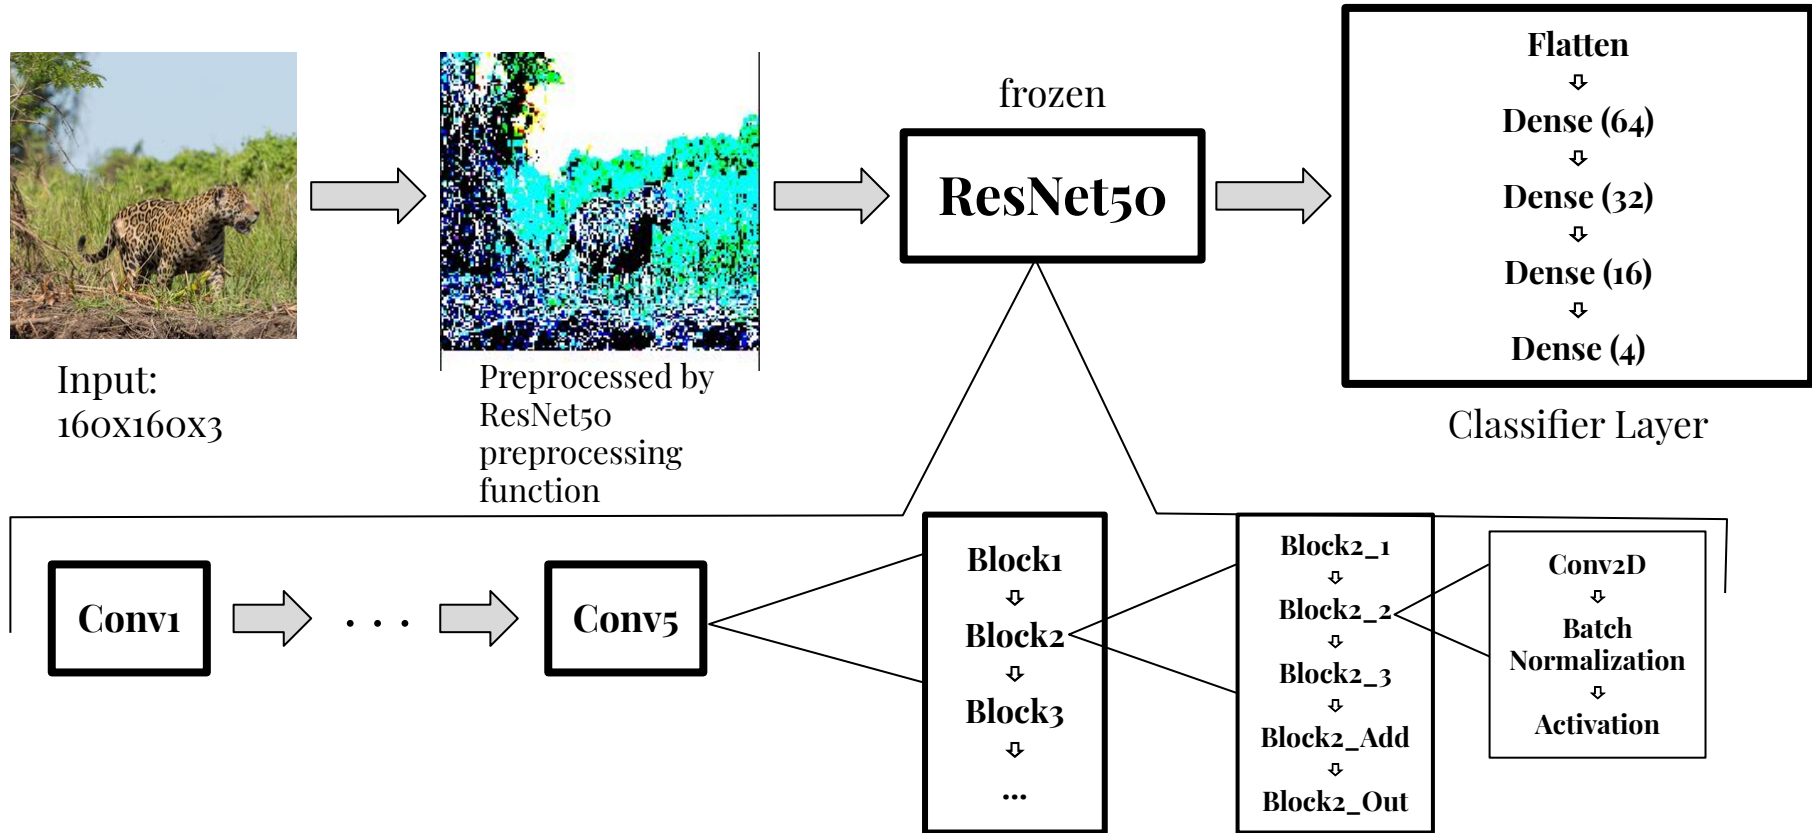 frozen
ResNet50
Flatten
Dense (64)
Dense (32)
Dense (16)
Dense (4)
Classifier Layer
Input:
160x160x3
Preprocessed by
ResNet50
preprocessing
function
Conv1
. . .
Conv5
Block1
Block2
Block3
...
Block2_1
Block2_2
Block2_3
Block2_Add
Block2_Out
Conv2D
Batch
Normalization
Activation